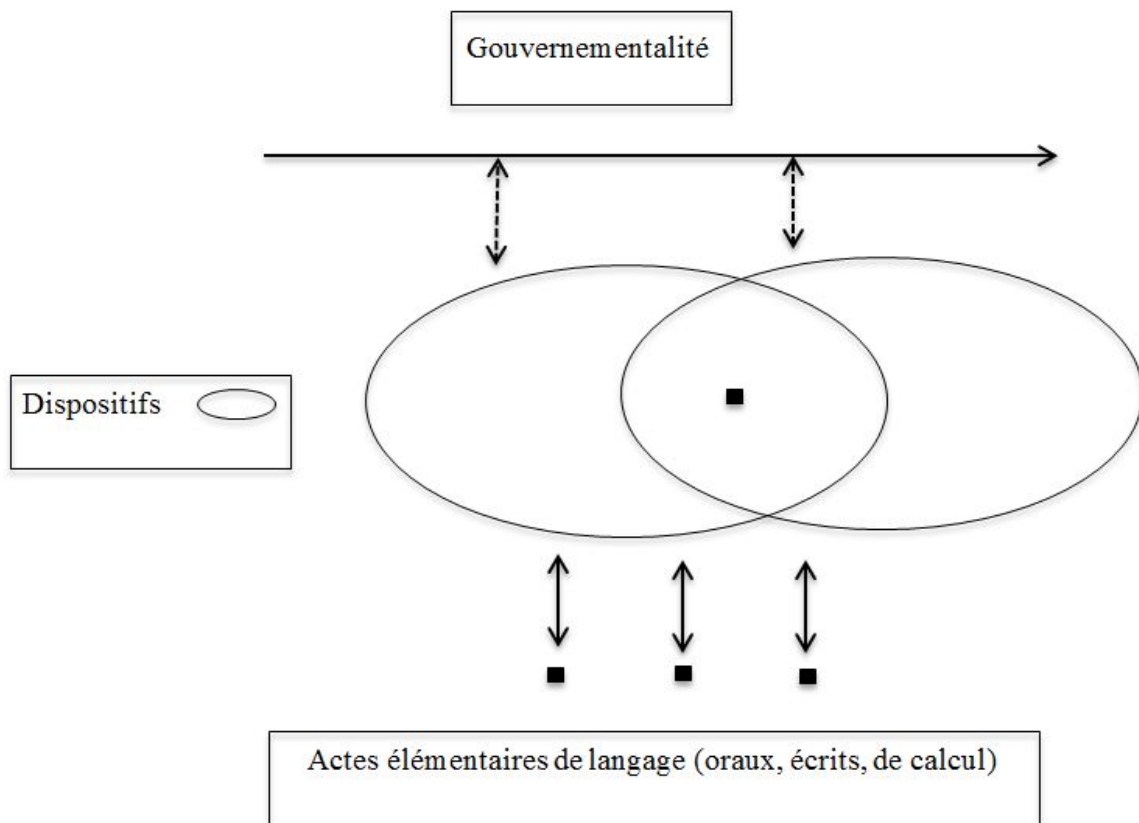 Gouvernementalité
Dispositifs
Actes élémentaires de langage (oraux, écrits, de calcul)